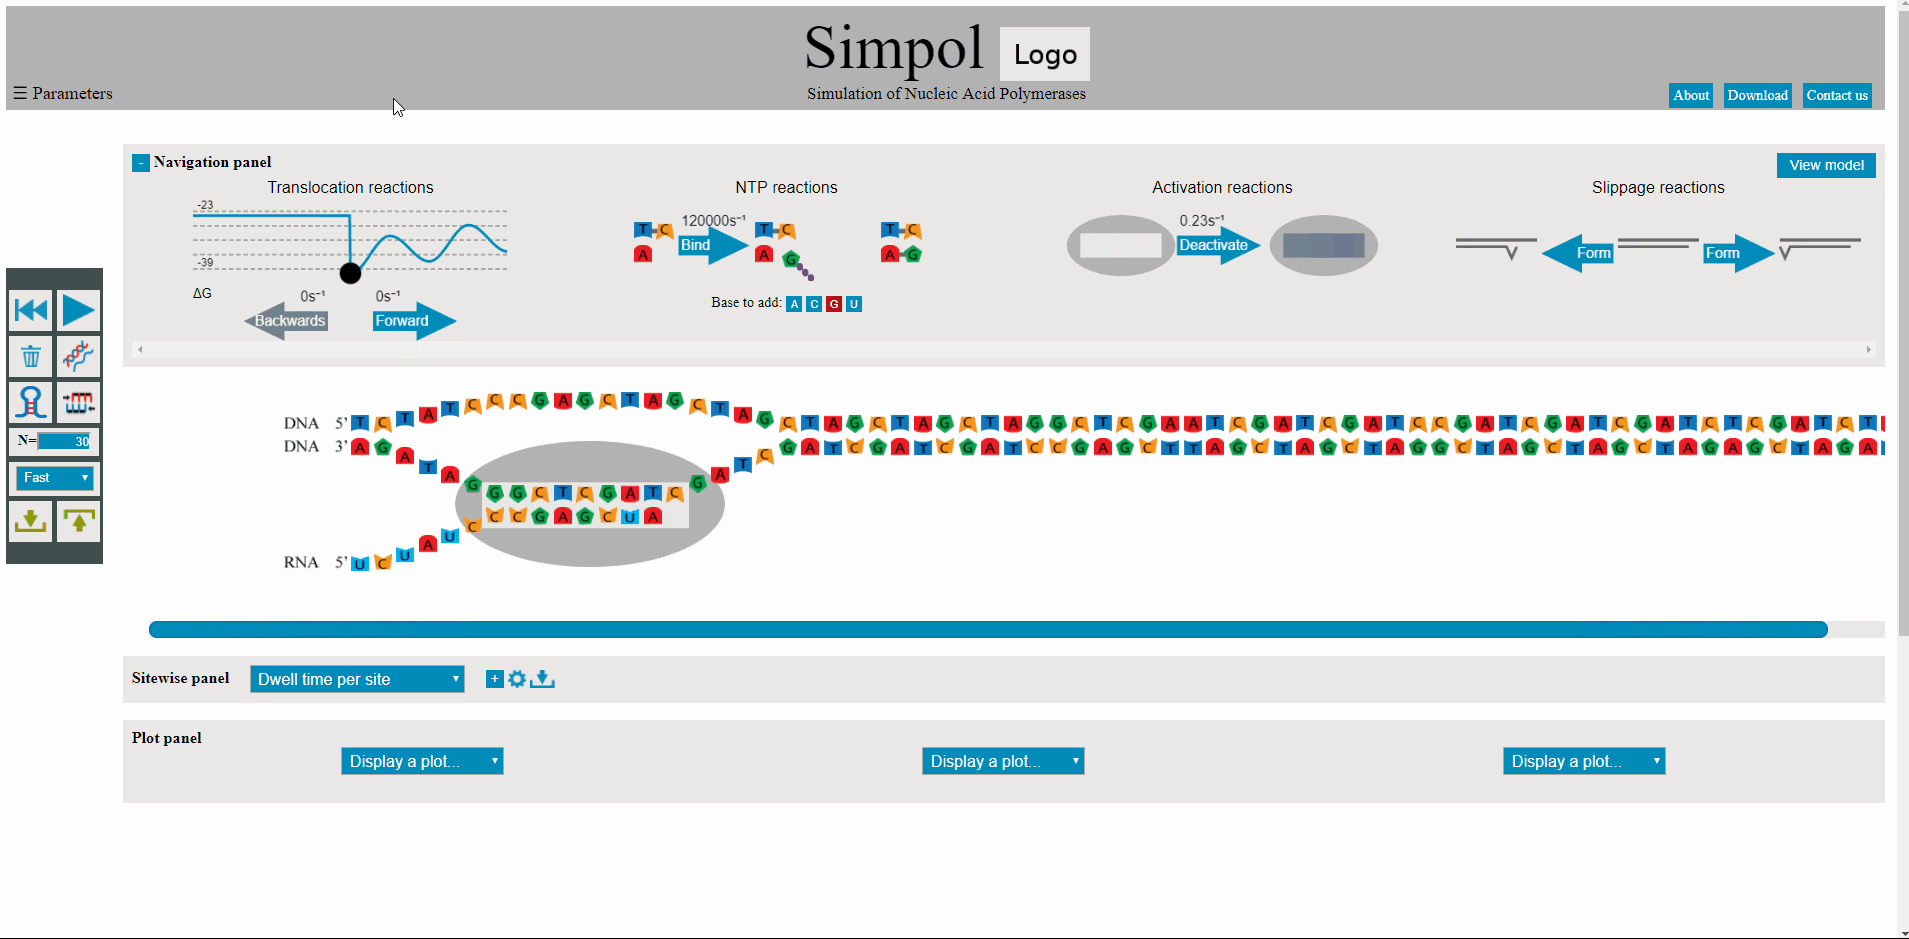 Simpol Logo
☰ Parameters
Simulation of Nucleic Acid Polymerases
About Download Contact us
- Navigation panel
View model
Translocation reactions
-23
-39
ΔG
0s⁻¹ 0s⁻¹
Backwards Forward
NTP reactions
120000s⁻¹
T C T C T C
A Bind A G A G
Base to add: A C G U
Activation reactions
0.23s⁻¹
Deactivate
Slippage reactions
Form Form
N= 30
Fast
DNA 5' T C T A T C C C G A G C T A G C T A G C T A G C T A G C T A G G C T C G A A T C G A T C G A T C C G A T C G A T C T C G A T C T
DNA 3' A G A T A G G G C T C G A T C G A T C G A T C G A T C G A T C C G A G C T T A G C T A G C T A G G C T A G C T A G A G C T A G A
RNA 5' U C U A U C C C G A G C U A
Sitewise panel Dwell time per site +
Plot panel
Display a plot... Display a plot... Display a plot...